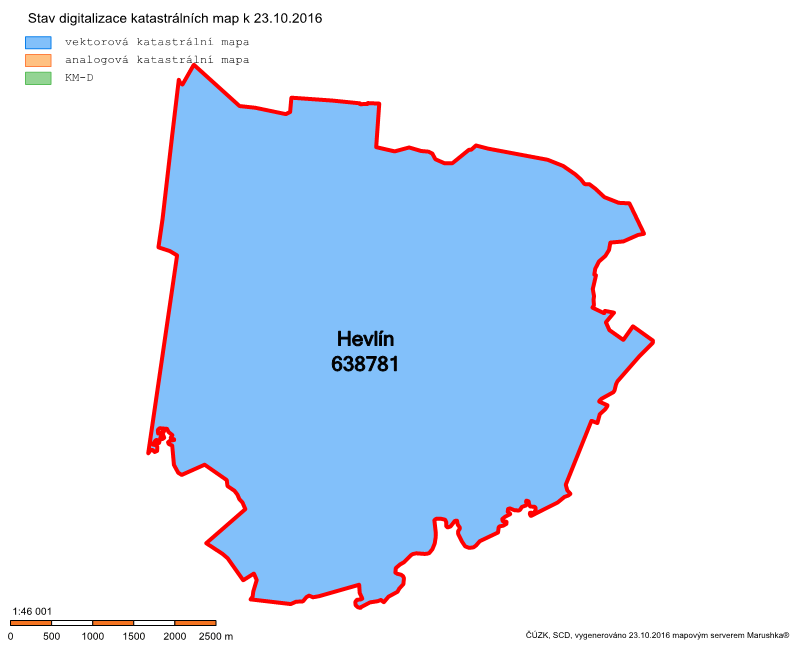 Stav digitalizace katastrálních map k 23.10.2016
vektorová katastrální mapa
analogová katastrální mapa
KM-D
Hevlín
638781
1:46 001
0 500 1000 1500 2000 2500 m
ČÚZK, SCD, vygenerováno 23.10.2016 mapovým serverem Marushka®